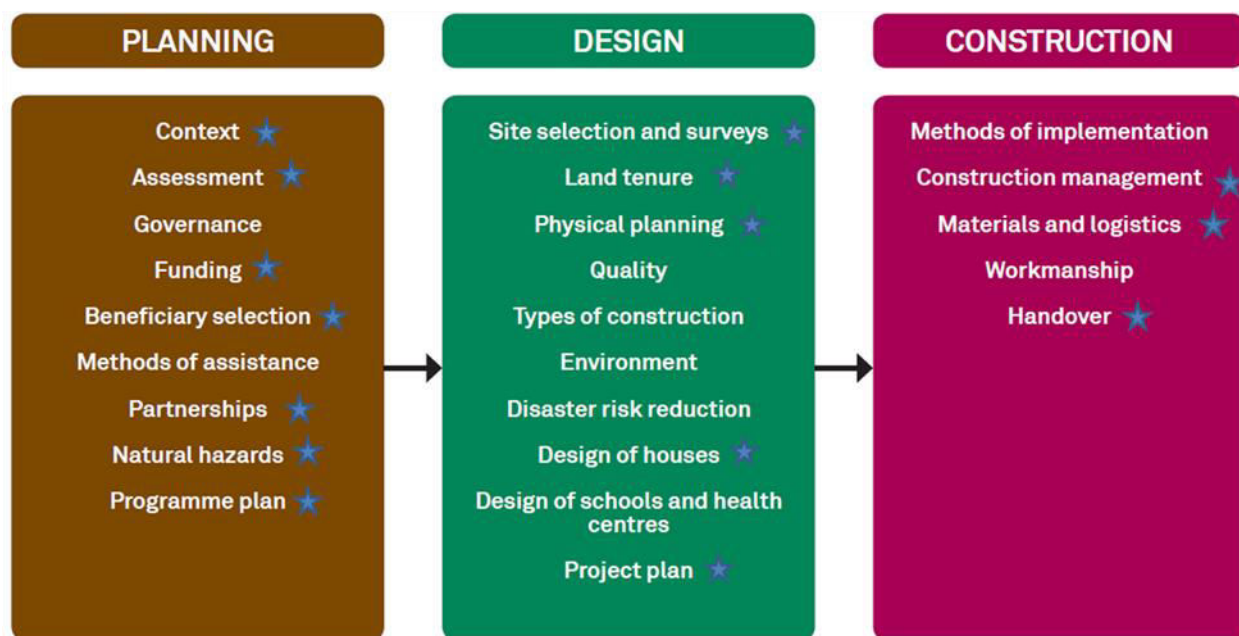 PLANNING
Context
Assessment
Governance
Funding
Beneficiary selection
Methods of assistance
Partnerships
Natural hazards
Programme plan
DESIGN
Site selection and surveys
Land tenure
Physical planning
Quality
Types of construction
Environment
Disaster risk reduction
Design of houses
Design of schools and health
centres
Project plan
CONSTRUCTION
Methods of implementation
Construction management
Materials and logistics
Workmanship
Handover